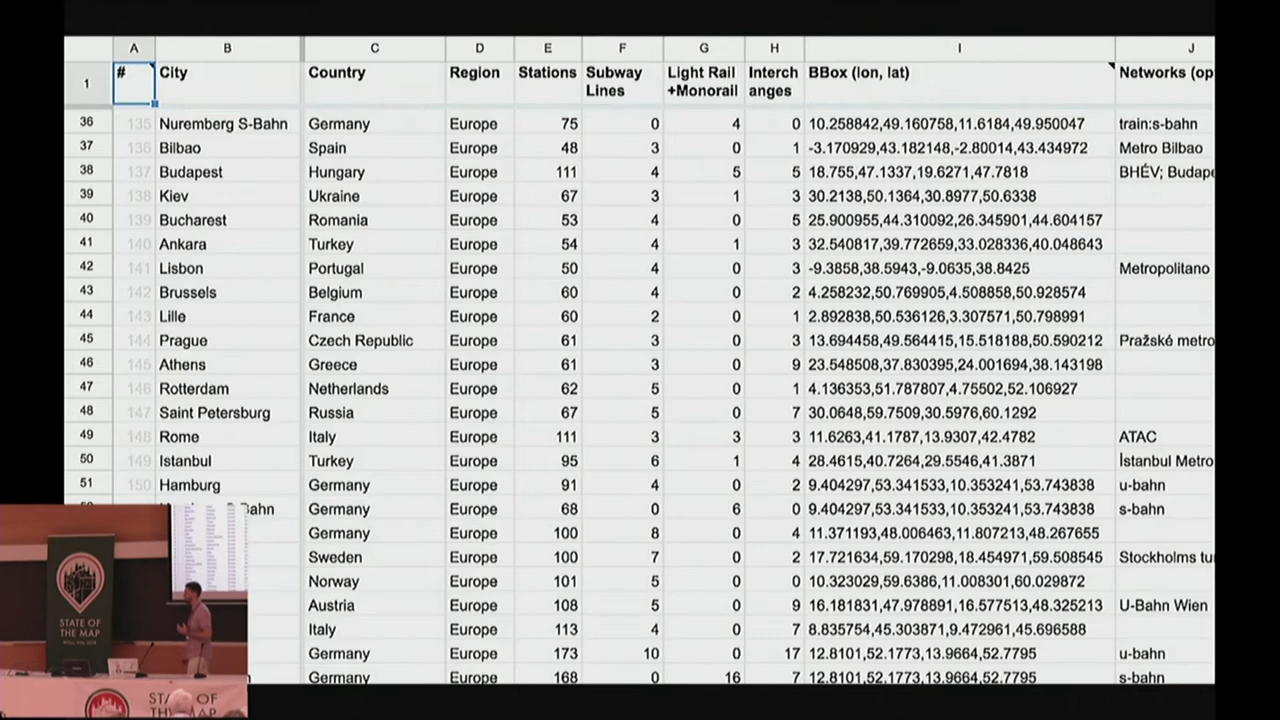 A B C D E F G H I J
1 # City Country Region Stations Subway Lines Light Rail +Monorail Interch anges BBox (lon, lat) Networks (op
36 135 Nuremberg S-Bahn Germany Europe 75 0 4 0 10.258842,49.160758,11.6184,49.950047 train:s-bahn
37 136 Bilbao Spain Europe 48 3 0 1 -3.170929,43.182148,-2.80014,43.434972 Metro Bilbao
38 137 Budapest Hungary Europe 111 4 5 5 18.755,47.1337,19.6271,47.7818 BHÉV; Budape
39 138 Kiev Ukraine Europe 67 3 1 3 30.2138,50.1364,30.8977,50.6338
40 139 Bucharest Romania Europe 53 4 0 5 25.900955,44.310092,26.345901,44.604157
41 140 Ankara Turkey Europe 54 4 1 3 32.540817,39.772659,33.028336,40.048643
42 141 Lisbon Portugal Europe 50 4 0 3 -9.3858,38.5943,-9.0635,38.8425 Metropolitano
43 142 Brussels Belgium Europe 60 4 0 2 4.258232,50.769905,4.508858,50.928574
44 143 Lille France Europe 60 2 0 1 2.892838,50.536126,3.307571,50.798991
45 144 Prague Czech Republic Europe 61 3 0 3 13.694458,49.564415,15.518188,50.590212 Pražské metro
46 145 Athens Greece Europe 61 3 0 9 23.548508,37.830395,24.001694,38.143198
47 146 Rotterdam Netherlands Europe 62 5 0 1 4.136353,51.787807,4.75502,52.106927
48 147 Saint Petersburg Russia Europe 67 5 0 7 30.0648,59.7509,30.5976,60.1292
49 148 Rome Italy Europe 111 3 3 3 11.6263,41.1787,13.9307,42.4782 ATAC
50 149 Istanbul Turkey Europe 95 6 1 4 28.4615,40.7264,29.5546,41.3871 İstanbul Metro
51 150 Hamburg Germany Europe 91 4 0 2 9.404297,53.341533,10.353241,53.743838 u-bahn
Bahn Germany Europe 68 0 6 0 9.404297,53.341533,10.353241,53.743838 s-bahn
Germany Europe 100 8 0 4 11.371193,48.006463,11.807213,48.267655
Sweden Europe 100 7 0 2 17.721634,59.170298,18.454971,59.508545 Stockholms tu
Norway Europe 101 5 0 0 10.323029,59.6386,11.008301,60.029872
Austria Europe 108 5 0 9 16.181831,47.978891,16.577513,48.325213 U-Bahn Wien
Italy Europe 113 4 0 7 8.835754,45.303871,9.472961,45.696588
Germany Europe 173 10 0 17 12.8101,52.1773,13.9664,52.7795 u-bahn
Germany Europe 168 0 16 7 12.8101,52.1773,13.9664,52.7795 s-bahn
STATE OF
THE MAP
STATE OF
THE MAP